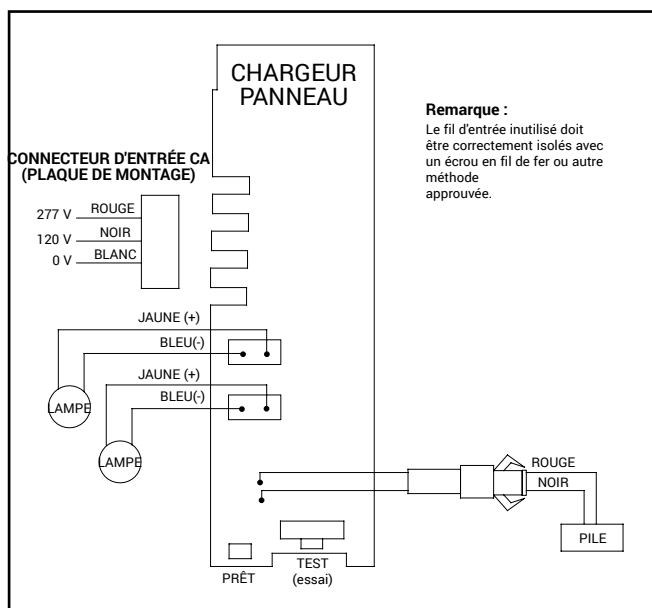 CHARGEUR
PANNEAU
Remarque :
Le fil d'entrée inutilisé doit
être correctement isolés avec
un écrou en fil de fer ou autre
méthode
approuvée.
CONNECTEUR D'ENTRÉE CA
(PLAQUE DE MONTAGE)
277 V ROUGE
120 V NOIR
0 V BLANC
JAUNE (+)
BLEU(-)
JAUNE (+)
BLEU(-)
LAMPE
LAMPE
ROUGE
NOIR
PILE
PRÊT
TEST
(essai)